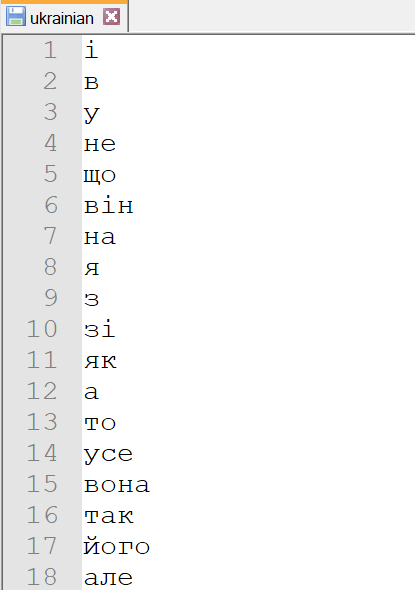 ukrainian
1 і
2 в
3 у
4 не
5 що
6 він
7 на
8 я
9 з
10 зі
11 як
12 а
13 то
14 усе
15 вона
16 так
17 його
18 але